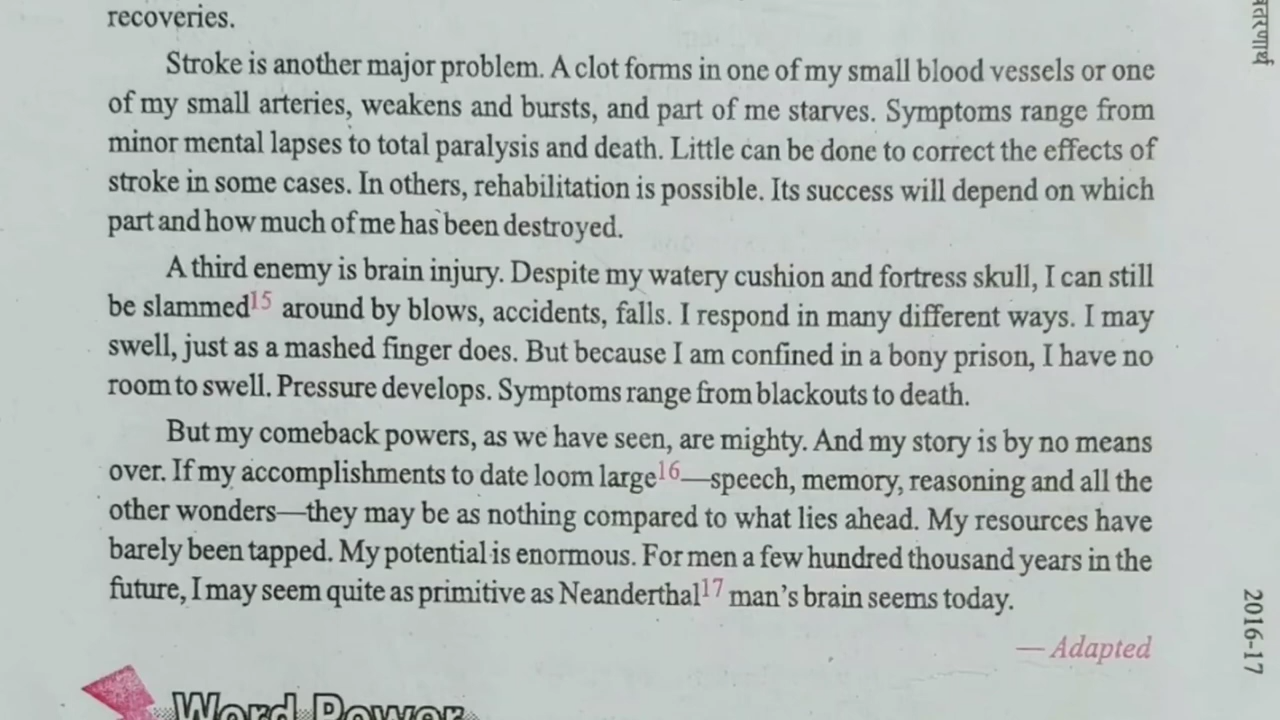 recoveries.
Stroke is another major problem. A clot forms in one of my small blood vessels or one
of my small arteries, weakens and bursts, and part of me starves. Symptoms range from
minor mental lapses to total paralysis and death. Little can be done to correct the effects of
stroke in some cases. In others, rehabilitation is possible. Its success will depend on which
part and how much of me has been destroyed.
A third enemy is brain injury. Despite my watery cushion and fortress skull, I can still
be slammed15 around by blows, accidents, falls. I respond in many different ways. I may
swell, just as a mashed finger does. But because I am confined in a bony prison, I have no
room to swell. Pressure develops. Symptoms range from blackouts to death.
But my comeback powers, as we have seen, are mighty. And my story is by no means
over. If my accomplishments to date loom large16—speech, memory, reasoning and all the
other wonders—they may be as nothing compared to what lies ahead. My resources have
barely been tapped. My potential is enormous. For men a few hundred thousand years in the
future, I may seem quite as primitive as Neanderthal17 man's brain seems today.
— Adapted
Word Power
2016-17